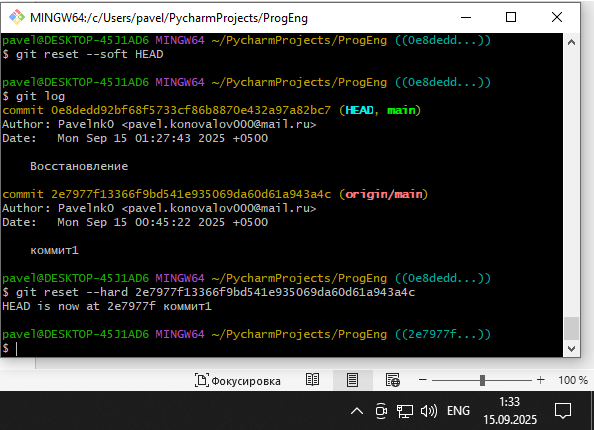 MINGW64:/c/Users/pavel/PycharmProjects/ProgEng
pavel@DESKTOP-45J1AD6 MINGW64 ~/PycharmProjects/ProgEng ((0e8dedd...))
$ git reset --soft HEAD
pavel@DESKTOP-45J1AD6 MINGW64 ~/PycharmProjects/ProgEng ((0e8dedd...))
$ git log
commit 0e8dedd92bf68f5733cf86b8870e432a97a82bc7 (HEAD, main)
Author: Pavelnk0 <pavel.konovalov000@mail.ru>
Date:   Mon Sep 15 01:27:43 2025 +0500
Восстановление
commit 2e7977f13366f9bd541e935069da60d61a943a4c (origin/main)
Author: Pavelnk0 <pavel.konovalov000@mail.ru>
Date:   Mon Sep 15 00:45:22 2025 +0500
коммит1
pavel@DESKTOP-45J1AD6 MINGW64 ~/PycharmProjects/ProgEng ((0e8dedd...))
$ git reset --hard 2e7977f13366f9bd541e935069da60d61a943a4c
HEAD is now at 2e7977f коммит1
pavel@DESKTOP-45J1AD6 MINGW64 ~/PycharmProjects/ProgEng ((2e7977f...))
$
Фокусировка
100 %
ENG
1:33
15.09.2025